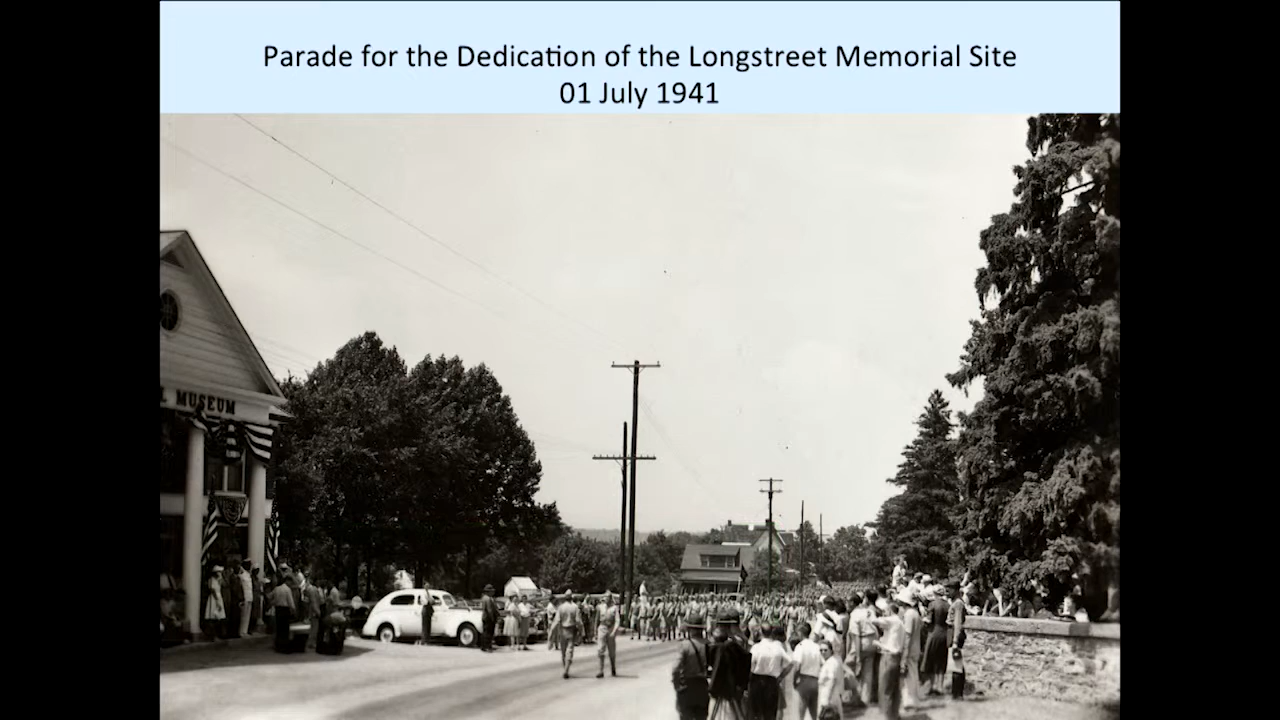 Parade for the Dedication of the Longstreet Memorial Site
01 July 1941
MUSEUM